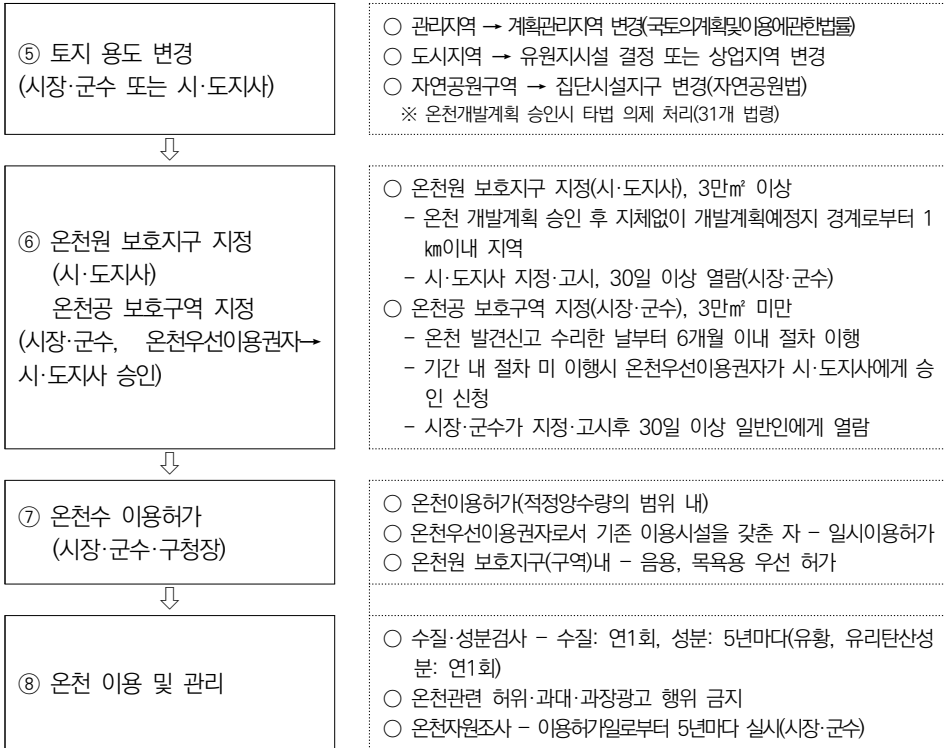 ⑤ 토지 용도 변경
(시장·군수 또는 시·도지사)
○ 관리지역 → 계획관리지역 변경(국토의계획및이용에관한법률)
○ 도시지역 → 유원지시설 결정 또는 상업지역 변경
○ 자연공원구역 → 집단시설지구 변경(자연공원법)
※ 온천개발계획 승인시 타법 의제 처리(31개 법령)
⇩
⑥ 온천원 보호지구 지정
(시·도지사)
온천공 보호구역 지정
(시장·군수, 온천우선이용권자→
시·도지사 승인)
○ 온천원 보호지구 지정(시·도지사), 3만㎡ 이상
- 온천 개발계획 승인 후 지체없이 개발계획예정지 경계로부터 1
㎞이내 지역
- 시·도지사 지정·고시, 30일 이상 열람(시장·군수)
○ 온천공 보호구역 지정(시장·군수), 3만㎡ 미만
- 온천 발견신고 수리한 날부터 6개월 이내 절차 이행
- 기간 내 절차 미 이행시 온천우선이용권자가 시·도지사에게 승
인 신청
- 시장·군수가 지정·고시후 30일 이상 일반인에게 열람
⇩
⑦ 온천수 이용허가
(시장·군수·구청장)
○ 온천이용허가(적정양수량의 범위 내)
○ 온천우선이용권자로서 기존 이용시설을 갖춘 자 - 일시이용허가
○ 온천원 보호지구(구역)내 - 음용, 목욕용 우선 허가
⇩
⑧ 온천 이용 및 관리
○ 수질·성분검사 - 수질: 연1회, 성분: 5년마다(유황, 유리탄산성
분: 연1회)
○ 온천관련 허위·과대·과장광고 행위 금지
○ 온천자원조사 - 이용허가일로부터 5년마다 실시(시장·군수)